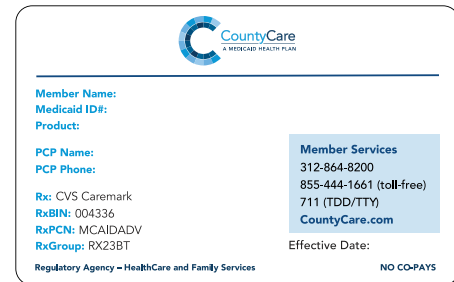 CountyCare
A MEDICAID HEALTH PLAN
Member Name:
Medicaid ID#:
Product:
PCP Name:
PCP Phone:
Rx: CVS Caremark
RxBIN: 004336
RxPCN: MCAIDADV
RxGroup: RX23BT
Member Services
312-864-8200
855-444-1661 (toll-free)
711 (TDD/TTY)
CountyCare.com
Effective Date:
Regulatory Agency – HealthCare and Family Services
NO CO-PAYS